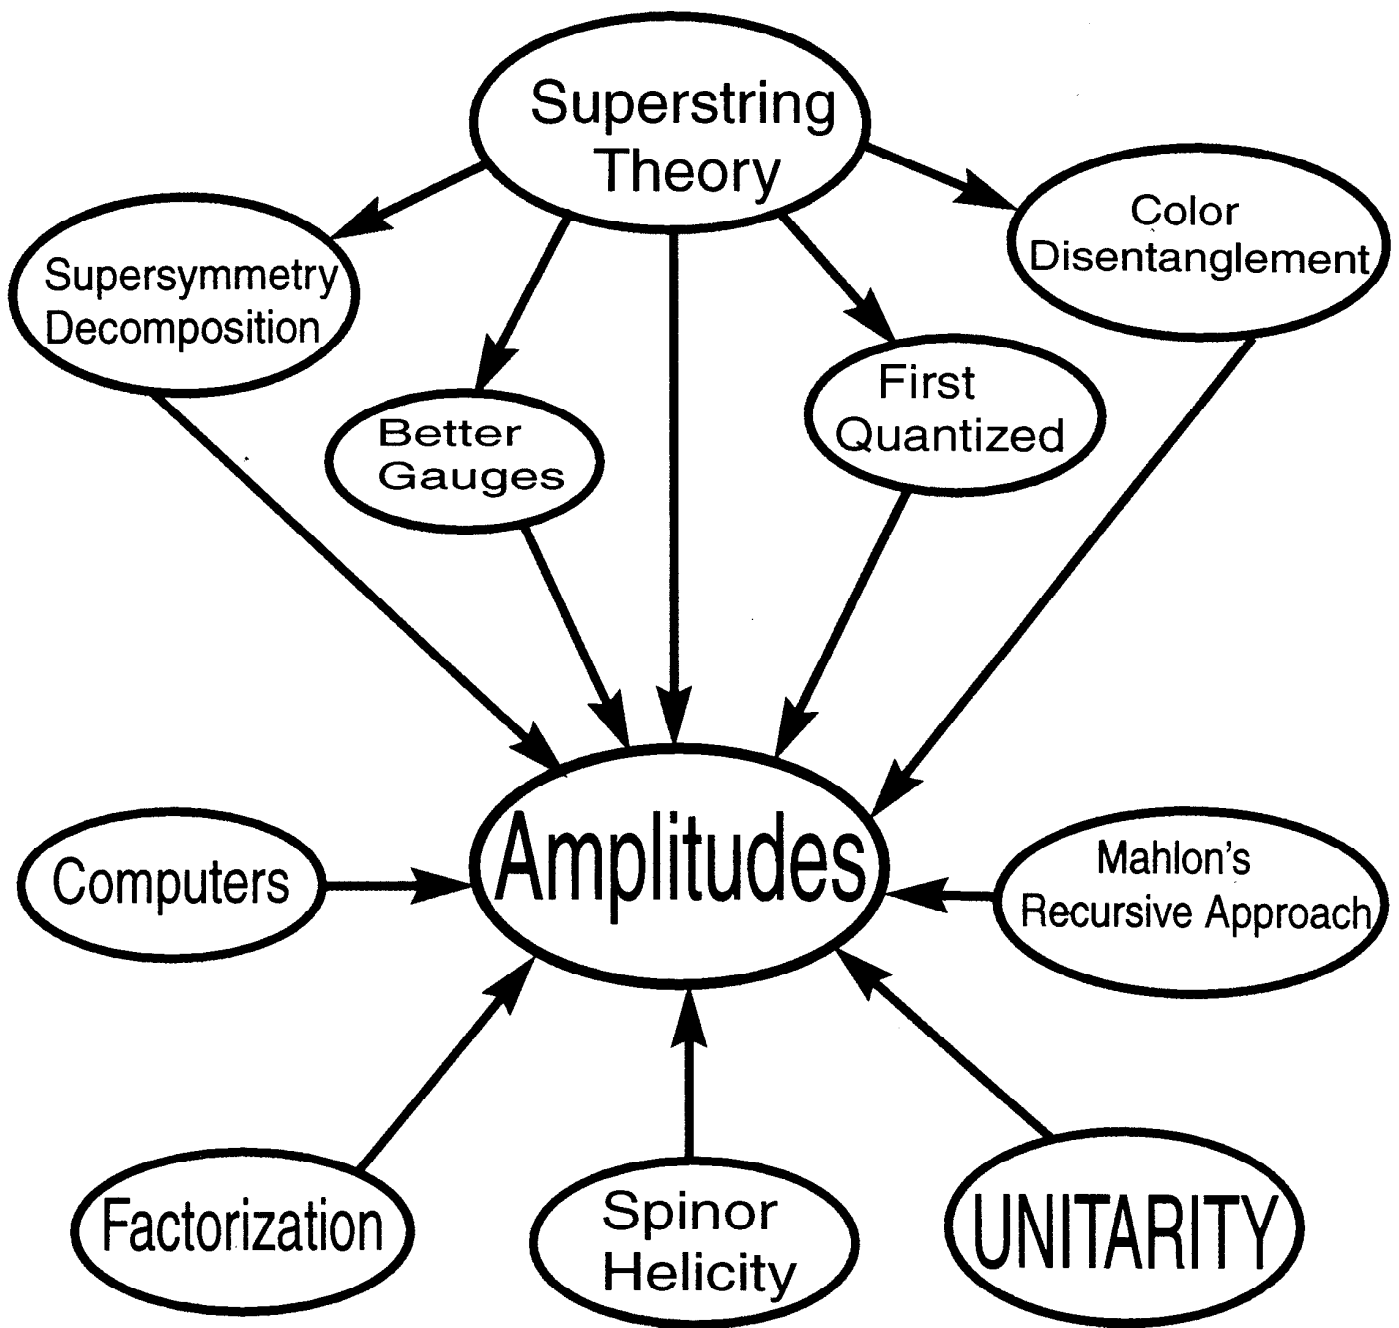 Superstring
Theory
Color
Disentanglement
Supersymmetry
Decomposition
First
Quantized
Better
Gauges
Amplitudes
Computers
Mahlon's
Recursive Approach
Factorization
Spinor
Helicity
UNITARITY